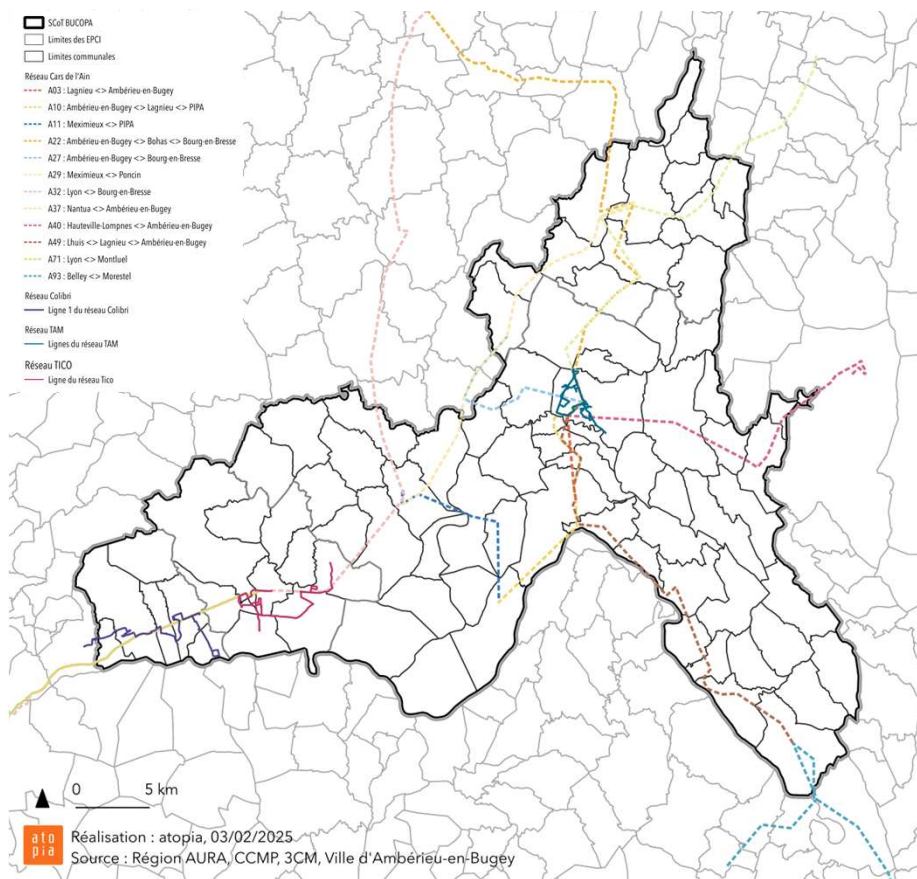 SCoT BUCOPA
Limites des EPCI
Limites communales
Réseau Cars de l'Ain
A03 : Lagnieu <> Ambérieu-en-Bugey
A10 : Ambérieu-en-Bugey <> Lagnieu <> PIPA
A11 : Meximieux <> PIPA
A22 : Ambérieu-en-Bugey <> Bohas <> Bourg-en-Bresse
A27 : Ambérieu-en-Bugey <> Bourg-en-Bresse
A29 : Meximieux <> Poncin
A32 : Lyon <> Bourg-en-Bresse
A37 : Nantua <> Ambérieu-en-Bugey
A40 : Hauteville-Lompnes <> Ambérieu-en-Bugey
A49 : Lhuis <> Lagnieu <> Ambérieu-en-Bugey
A71 : Lyon <> Montluel
A93 : Belley <> Morestel
Réseau Colibri
Ligne 1 du réseau Colibri
Réseau TAM
Lignes du réseau TAM
Réseau TICO
Ligne du réseau Tico
0 5 km
ato
pia
Réalisation : atopia, 03/02/2025
Source : Région AURA, CCMP, 3CM, Ville d'Ambérieu-en-Bugey